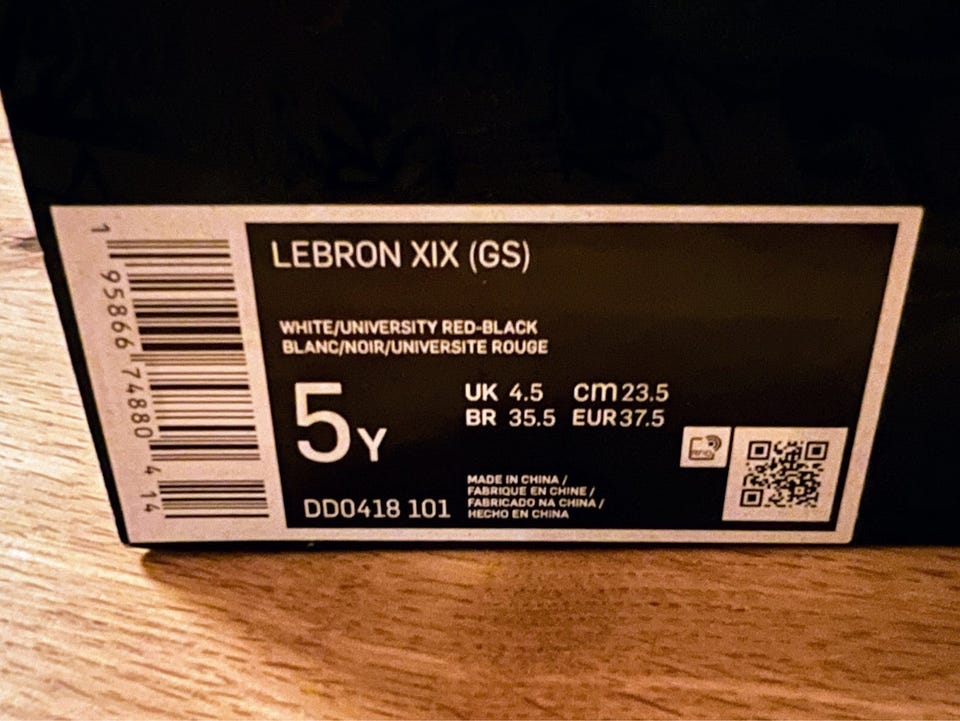 LEBRON XIX (GS)
WHITE/UNIVERSITY RED-BLACK
BLANC/NOIR/UNIVERSITE ROUGE
5Y
UK 4.5 cm 23.5
BR 35.5 EUR 37.5
DD0418 101
MADE IN CHINA /
FABRIQUE EN CHINE /
FABRICADO NA CHINA /
HECHO EN CHINA
1 95866 74880 4 14
RFID